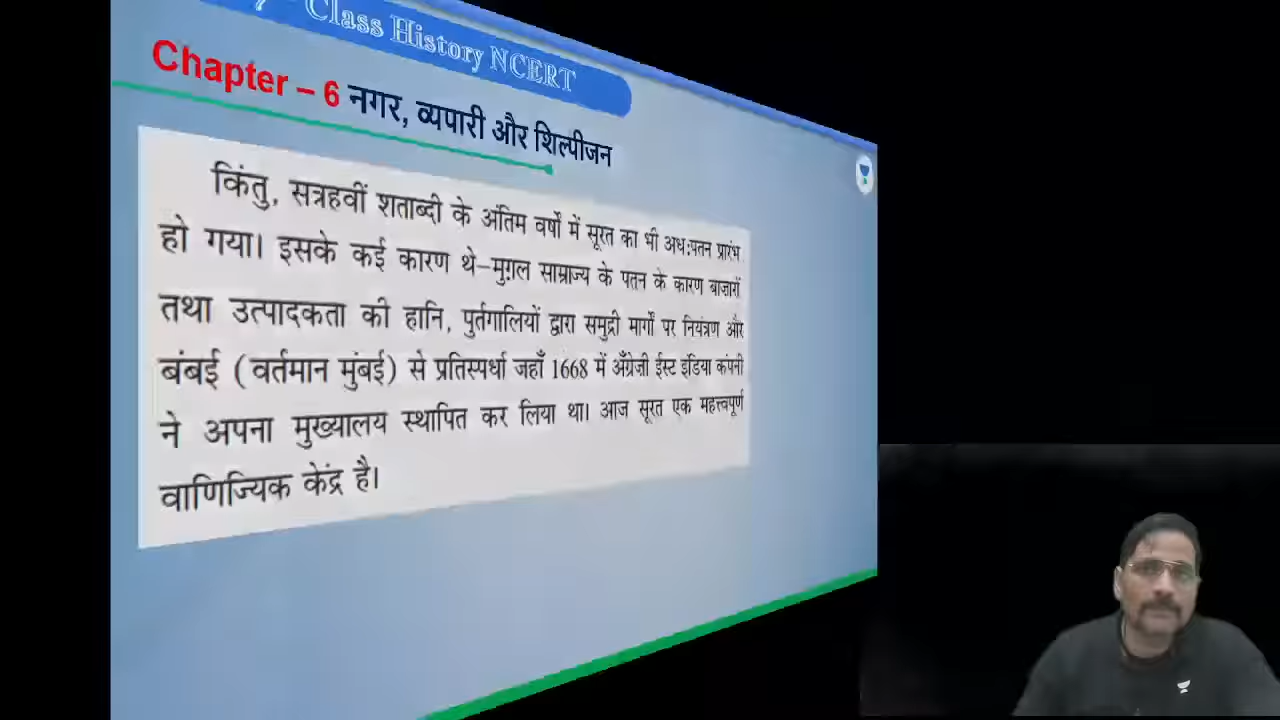 Class History NCERT
Chapter – 6 नगर, व्यपारी और शिल्पीजन
किंतु, सत्रहवीं शताब्दी के अंतिम वर्षों में सूरत का भी अध:पतन प्रारंभ
हो गया। इसके कई कारण थे–मुग़ल साम्राज्य के पतन के कारण बाज़ारों
तथा उत्पादकता की हानि, पुर्तगालियों द्वारा समुद्री मार्गों पर नियंत्रण और
बंबई (वर्तमान मुंबई) से प्रतिस्पर्धा जहाँ 1668 में अँग्रेज़ी ईस्ट इंडिया कंपनी
ने अपना मुख्यालय स्थापित कर लिया था। आज सूरत एक महत्त्वपूर्ण
वाणिज्यिक केंद्र है।